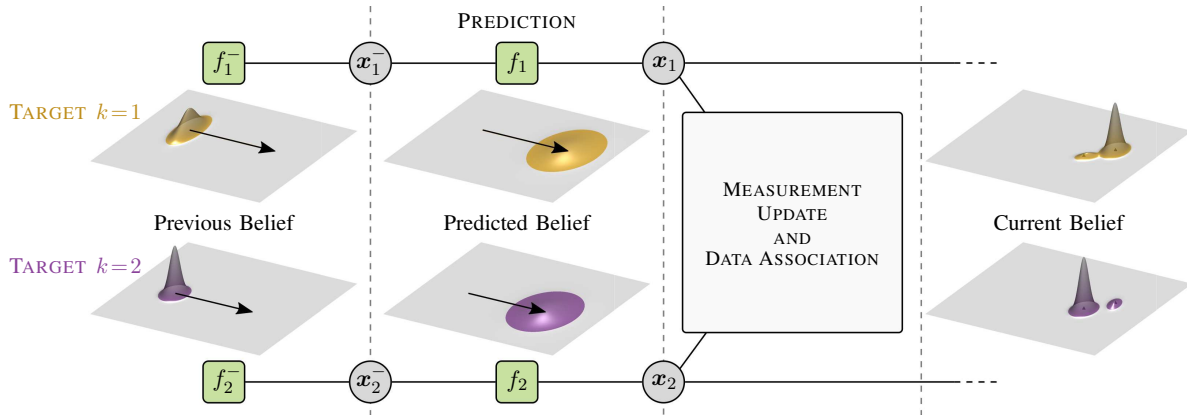 PREDICTION
f₁⁻ x₁⁻ f₁ x₁
TARGET k=1
MEASUREMENT
UPDATE
AND
DATA ASSOCIATION
Previous Belief Predicted Belief Current Belief
TARGET k=2
f₂⁻ x₂⁻ f₂ x₂